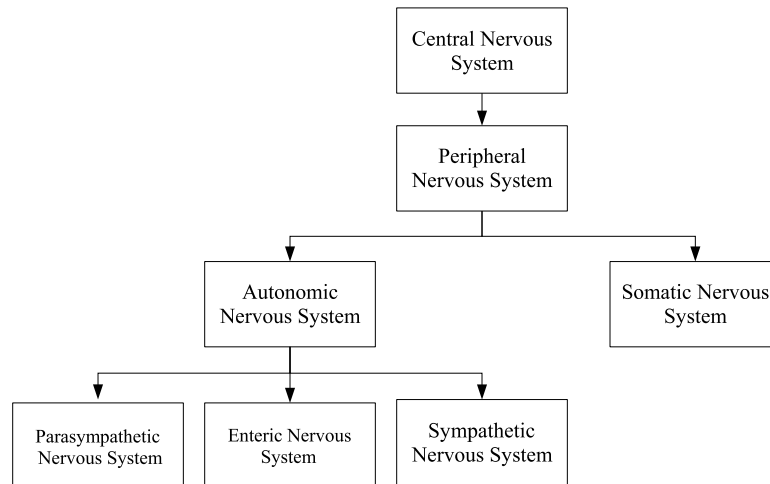 Central Nervous
System
Peripheral
Nervous System
Autonomic
Nervous System
Somatic Nervous
System
Parasympathetic
Nervous System
Enteric Nervous
System
Sympathetic
Nervous System